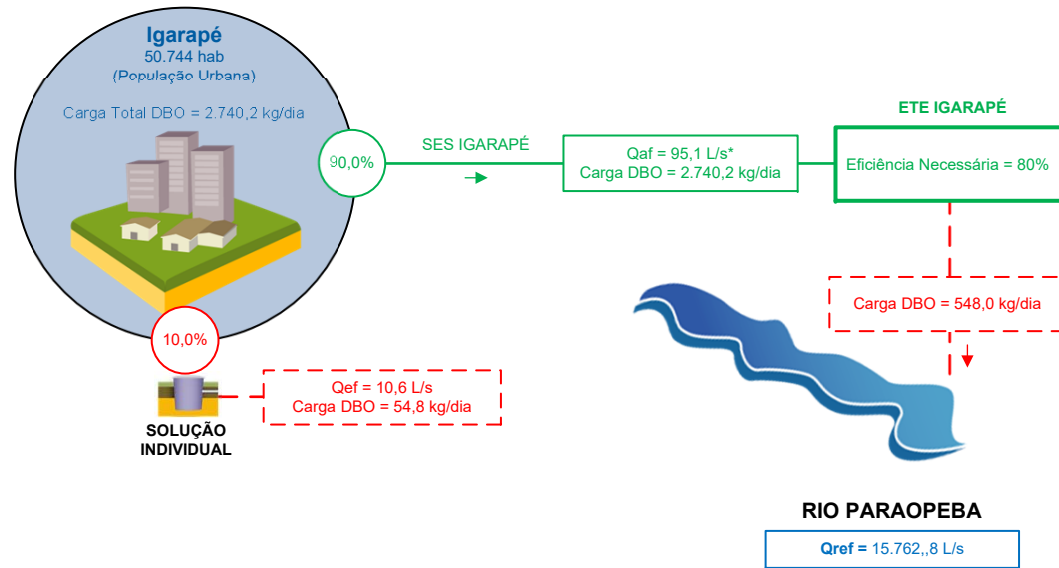 Igarapé
50.744 hab
(População Urbana)
Carga Total DBO = 2.740,2 kg/dia
90,0%
SES IGARAPÉ
Qaf = 95,1 L/s*
Carga DBO = 2.740,2 kg/dia
ETE IGARAPÉ
Eficiência Necessária = 80%
Carga DBO = 548,0 kg/dia
10,0%
Qef = 10,6 L/s
Carga DBO = 54,8 kg/dia
SOLUÇÃO
INDIVIDUAL
RIO PARAOPEBA
Qref = 15.762,,8 L/s